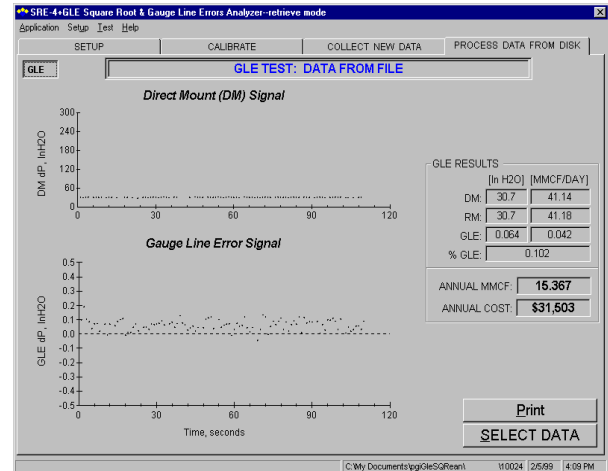 SRE-4+GLE Square Root & Gauge Line Errors Analyzer--retrieve mode
Application Setup Test Help
SETUP CALIBRATE COLLECT NEW DATA PROCESS DATA FROM DISK
GLE GLE TEST: DATA FROM FILE
Direct Mount (DM) Signal
DM dP, InH2O
300
240
180
120
60
0
0 30 60 90 120
Gauge Line Error Signal
GLE dP, InH2O
0.5
0.4
0.3
0.2
0.1
0.0
-0.1
-0.2
-0.3
-0.4
-0.5
0 30 60 90 120
Time, seconds
GLE RESULTS
[In H2O] [MMCF/DAY]
DM: 30.7 41.14
RM: 30.7 41.18
GLE: 0.064 0.042
% GLE: 0.102
ANNUAL MMCF: 15.367
ANNUAL COST: $31,503
Print
SELECT DATA
C:\My Documents\pgiGleSQRean\ \10024 2/5/99 4:09 PM